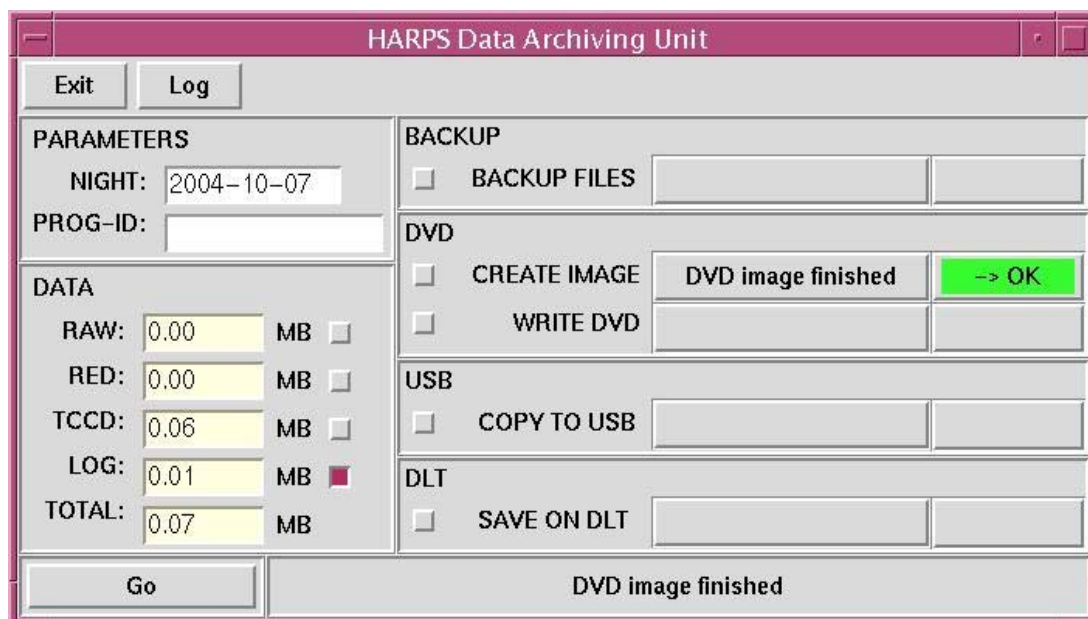 HARPS Data Archiving Unit
Exit Log
PARAMETERS
NIGHT: 2004-10-07
PROG-ID:
DATA
RAW: 0.00 MB
RED: 0.00 MB
TCCD: 0.06 MB
LOG: 0.01 MB
TOTAL: 0.07 MB
BACKUP
BACKUP FILES
DVD
CREATE IMAGE DVD image finished -> OK
WRITE DVD
USB
COPY TO USB
DLT
SAVE ON DLT
Go DVD image finished